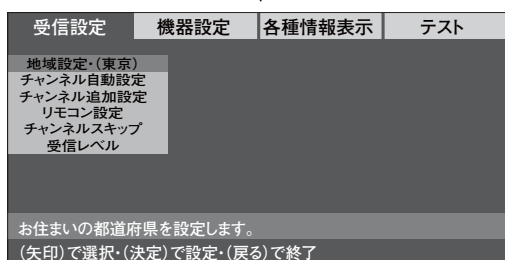 受信設定 機器設定 各種情報表示 テスト
地域設定・(東京)
チャンネル自動設定
チャンネル追加設定
リモコン設定
チャンネルスキップ
受信レベル
お住まいの都道府県を設定します。
(矢印)で選択・(決定)で設定・(戻る)で終了